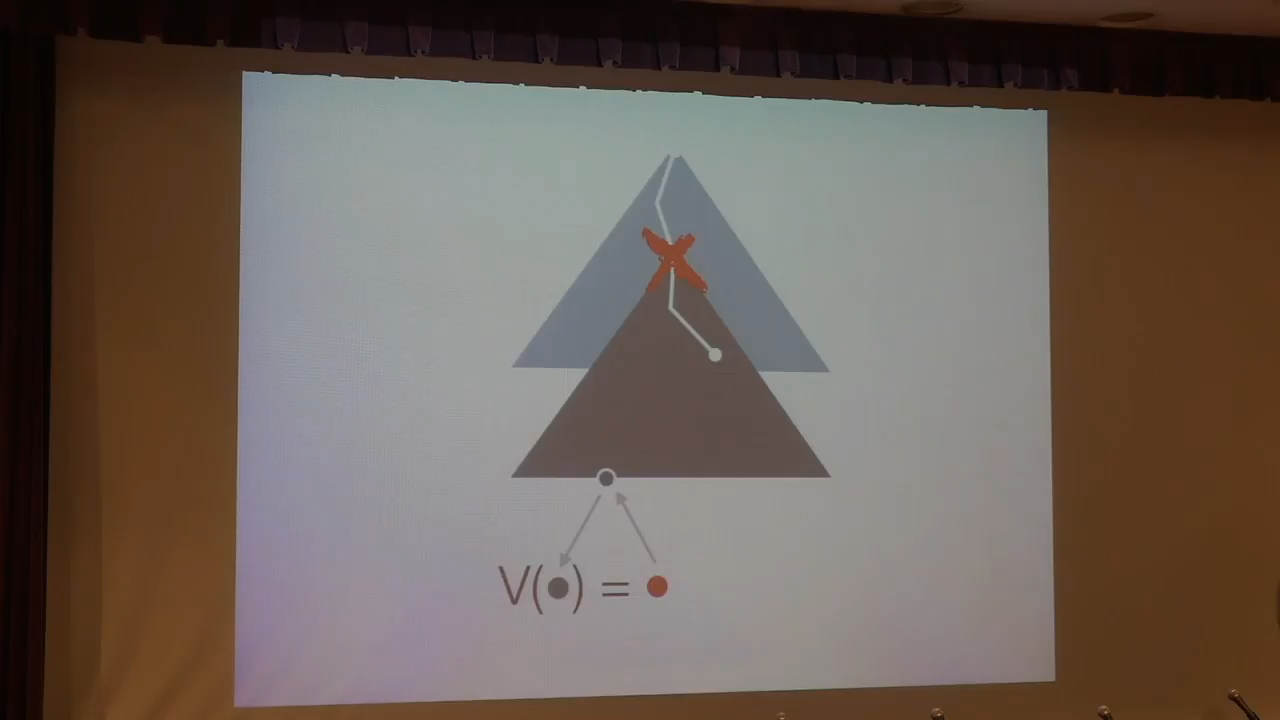 V(●) = ●